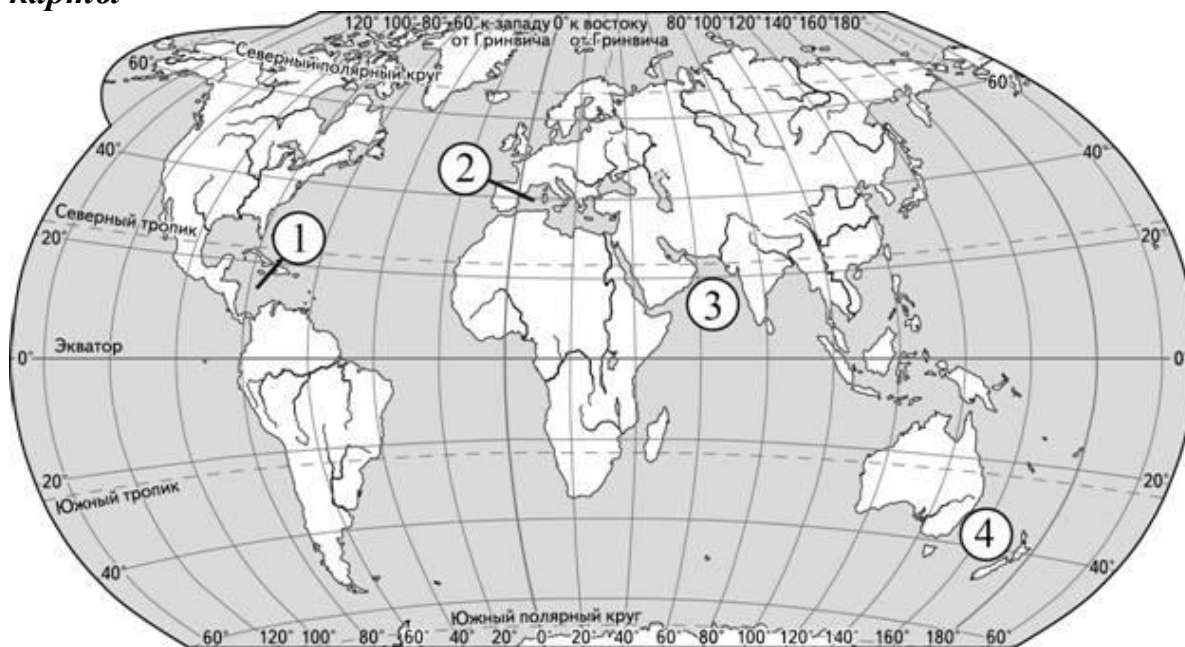 карты
120° 100° 80° 60° к западу 0° к востоку 80° 100° 120° 140° 160° 180°
от Гринвича от Гринвича
60° Северный полярный круг 60°
40° 2 40°
Северный тропик 1
20° 20°
3
Экватор
0° 0°
20° 20°
Южный тропик
4
40° 40°
Южный полярный круг
60° 120° 100° 80° 60° 40° 20° 0° 20° 40° 60° 80° 100° 120° 140° 160° 180° 60°